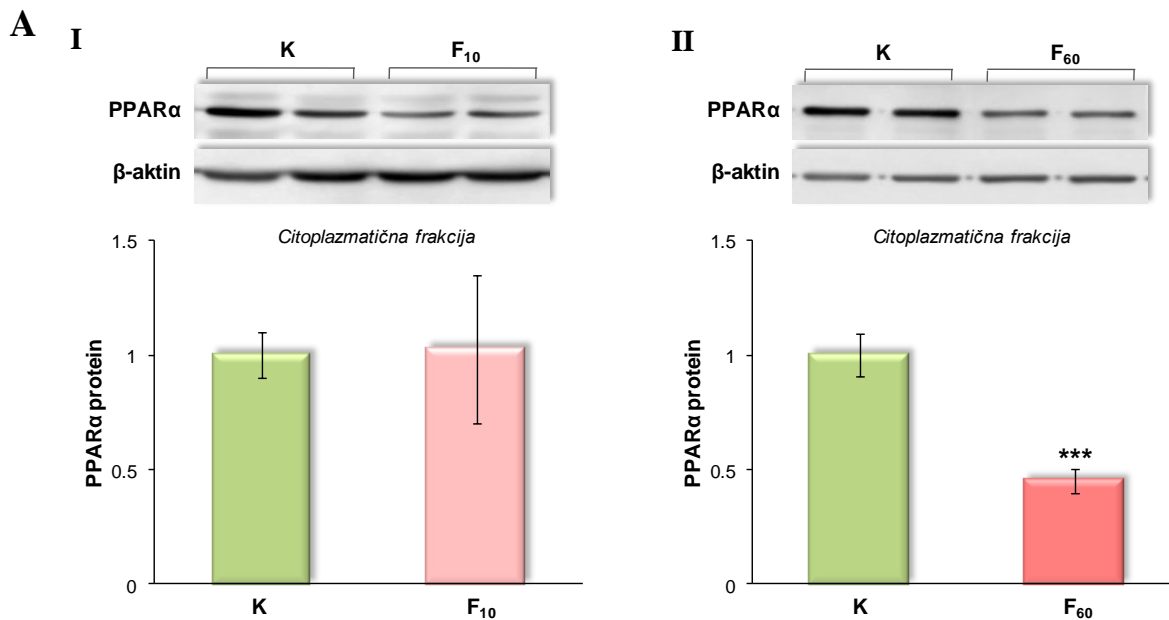 A
I
K F₁₀
PPARα
β-aktin
Citoplazmatična frakcija
PPARα protein
1.5
1
0.5
0
K F₁₀
II
K F₆₀
PPARα
β-aktin
Citoplazmatična frakcija
PPARα protein
1.5
1
0.5
0
***
K F₆₀